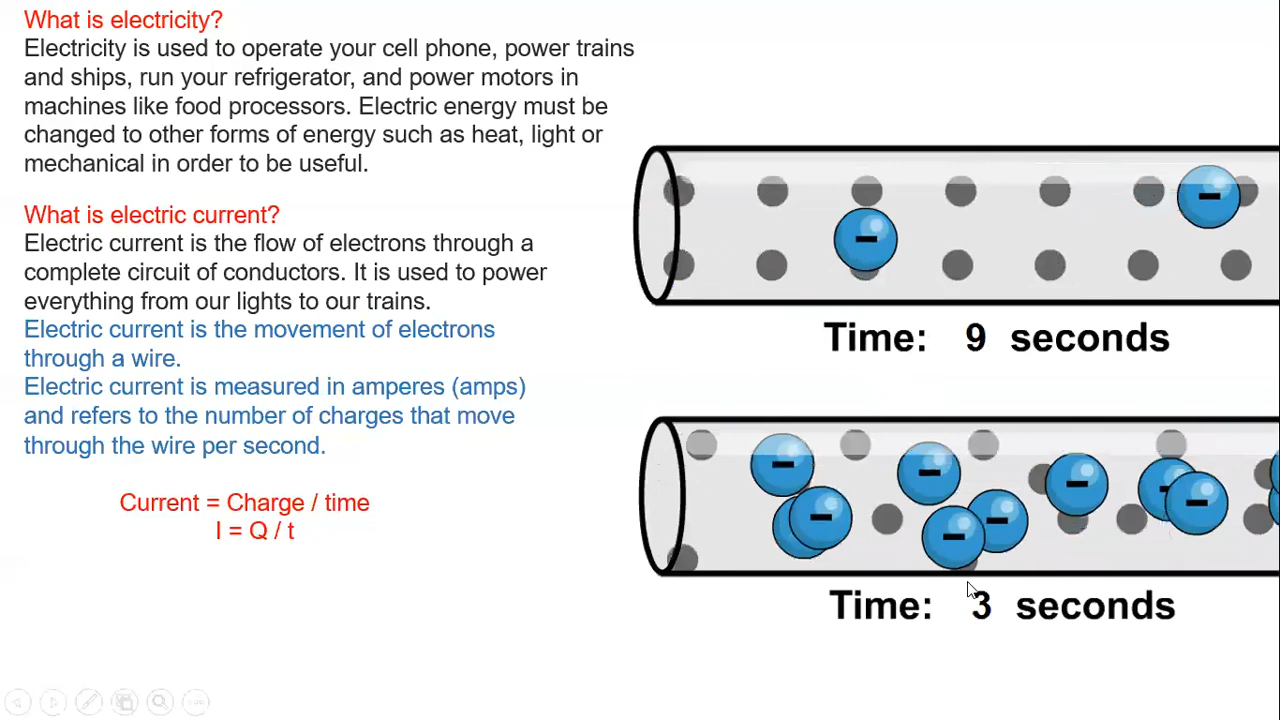 What is electricity?
Electricity is used to operate your cell phone, power trains
and ships, run your refrigerator, and power motors in
machines like food processors. Electric energy must be
changed to other forms of energy such as heat, light or
mechanical in order to be useful.
What is electric current?
Electric current is the flow of electrons through a
complete circuit of conductors. It is used to power
everything from our lights to our trains.
Electric current is the movement of electrons
through a wire.
Electric current is measured in amperes (amps)
and refers to the number of charges that move
through the wire per second.
Current = Charge / time
I = Q / t
Time: 9 seconds
Time: 3 seconds